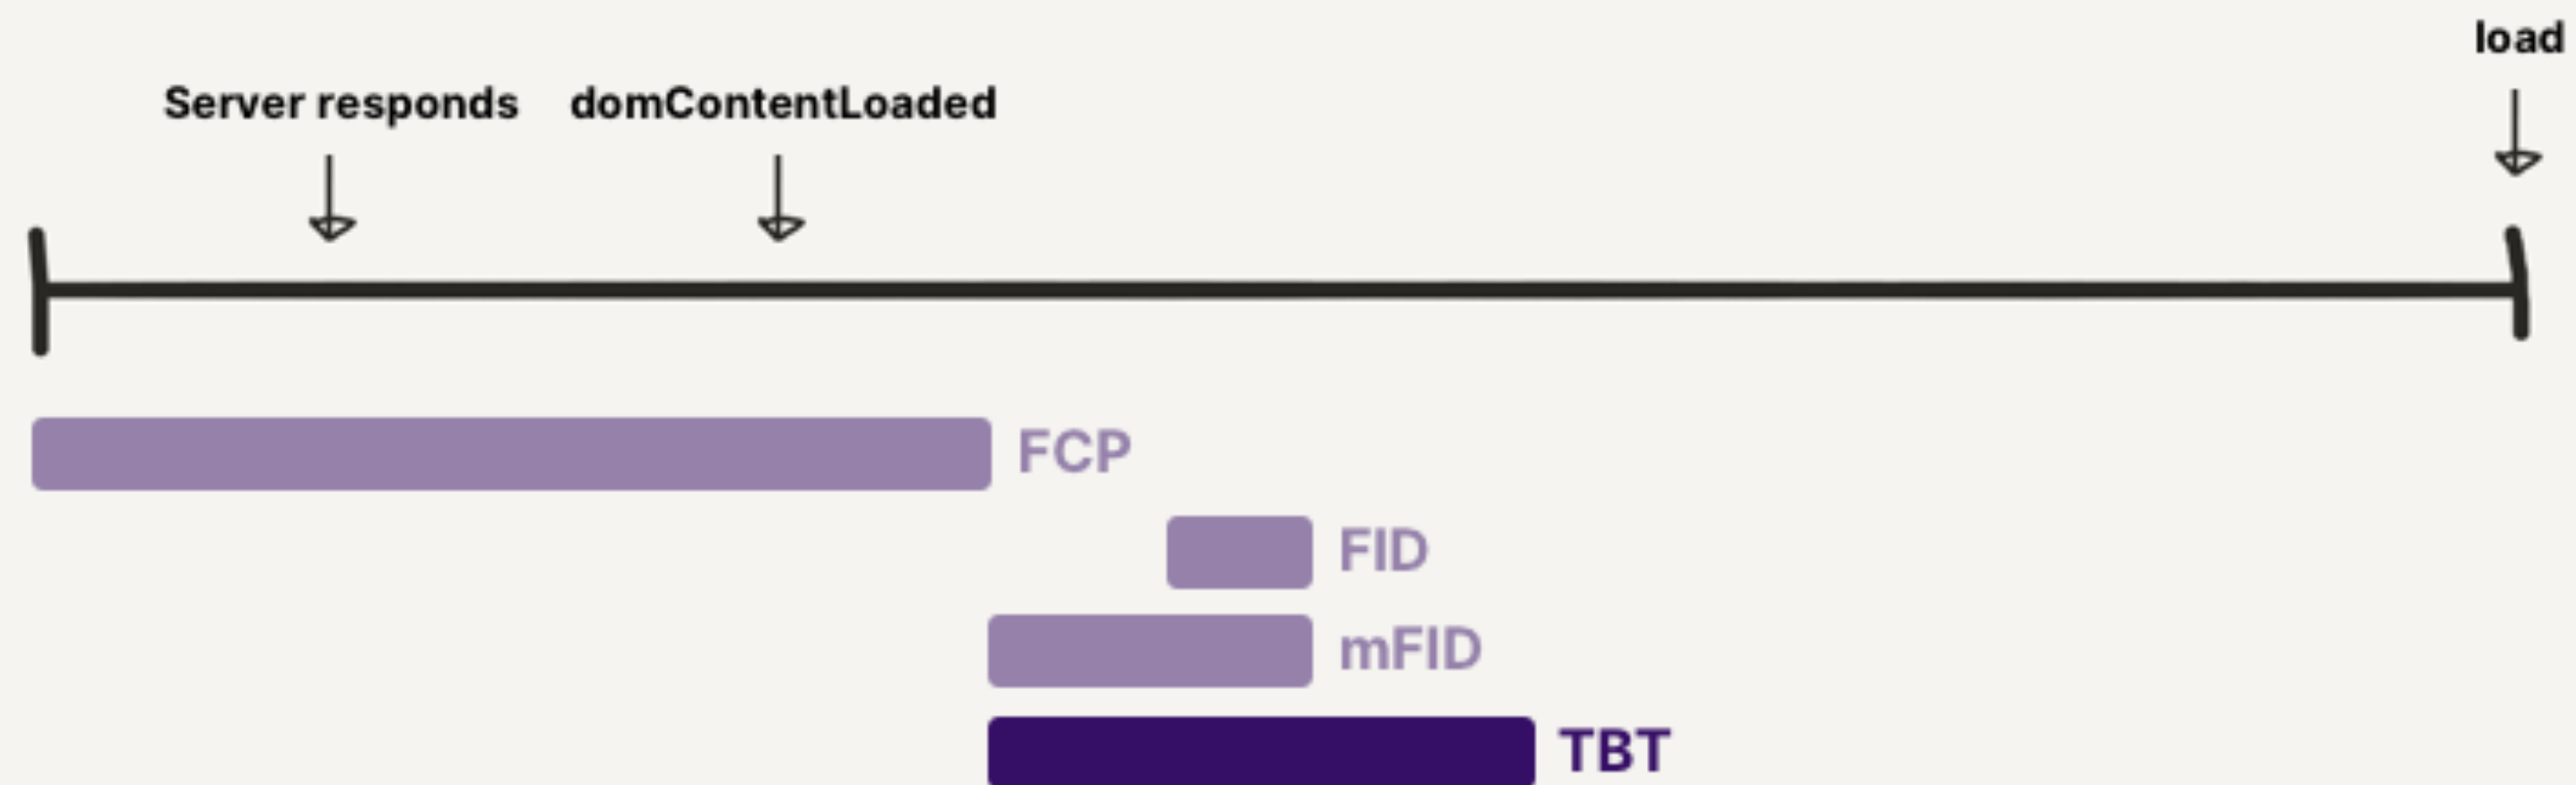 load
Server responds
domContentLoaded
FCP
FID
mFID
TBT